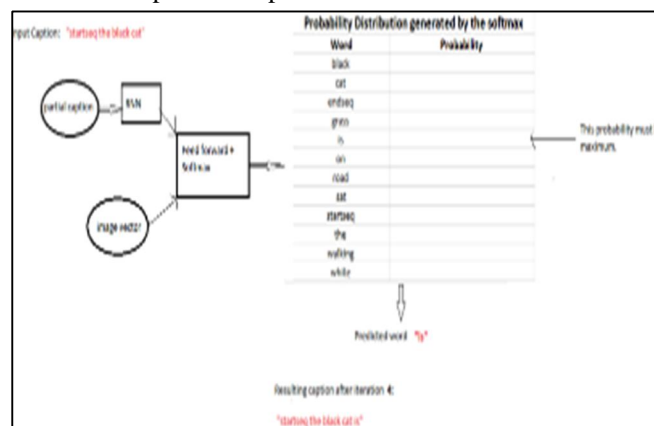 Input Caption: "startseq the black cat"
Probability Distribution generated by the softmax
Word Probability
black
cat
endseq
grass
is
on
road
sat
startseq
the
walking
white
partial caption
RNN
Feed forward +
Softmax
image vector
This probability must
maximum.
Predicted word "is"
Resulting caption after iteration 4:
"startseq the black cat is"